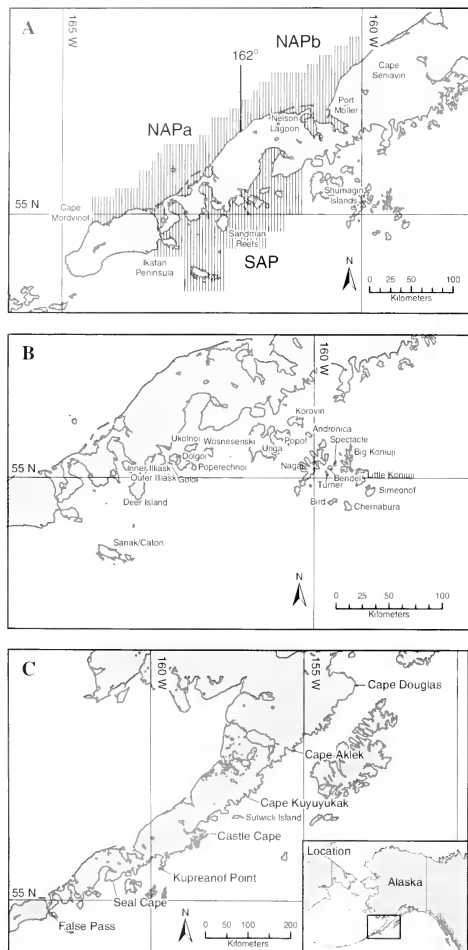 A
165 W
NAPb
160 W
162°
Cape
Seniavin
Port
Moller
NAPa
Nelson
Lagoon
Shumagin
Islands
55 N
Cape
Mordvinof
Sandman
Reefs
Ikatan
Peninsula
SAP
N
0 25 50 100
Kilometers
B
160 W
Korovin
Andronica
Ukolnoi
Wosnesenski
Popof
Spectacle
Dolgoi
Unga
Big Koniuji
Inner Iliask
Poperechnoi
Nagai
55 N
Outer Iliask
Goloi
Bendel
Little Koniuji
Turner
Simeonof
Deer Island
Bird
Chernabura
Sanak/Caton
N
0 25 50 100
Kilometers
C
160 W
155 W
Cape Douglas
Cape Aklek
Cape Kuyuyukak
Sutwick Island
Castle Cape
Kupreanof Point
Location
Alaska
55 N
Seal Cape
False Pass
N
0 50 100 200
Kilometers